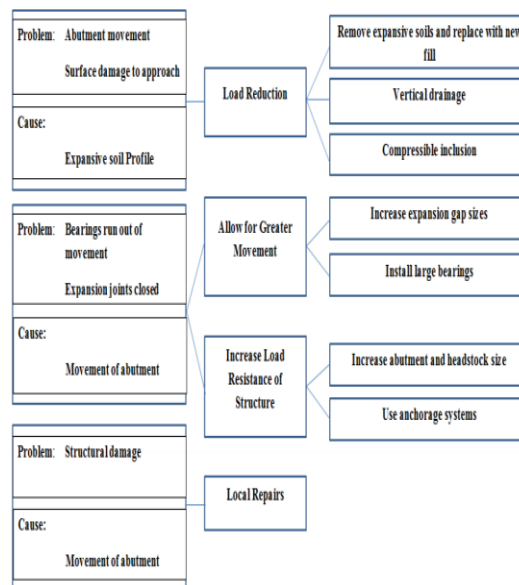 Problem: Abutment movement
Surface damage to approach
Cause:
Expansive soil Profile
Load Reduction
Remove expansive soils and replace with new
fill
Vertical drainage
Compressible inclusion
Problem: Bearings run out of
movement
Expansion joints closed
Cause:
Movement of abutment
Allow for Greater
Movement
Increase expansion gap sizes
Install large bearings
Increase Load
Resistance of
Structure
Increase abutment and headstock size
Use anchorage systems
Problem: Structural damage
Cause:
Movement of abutment
Local Repairs